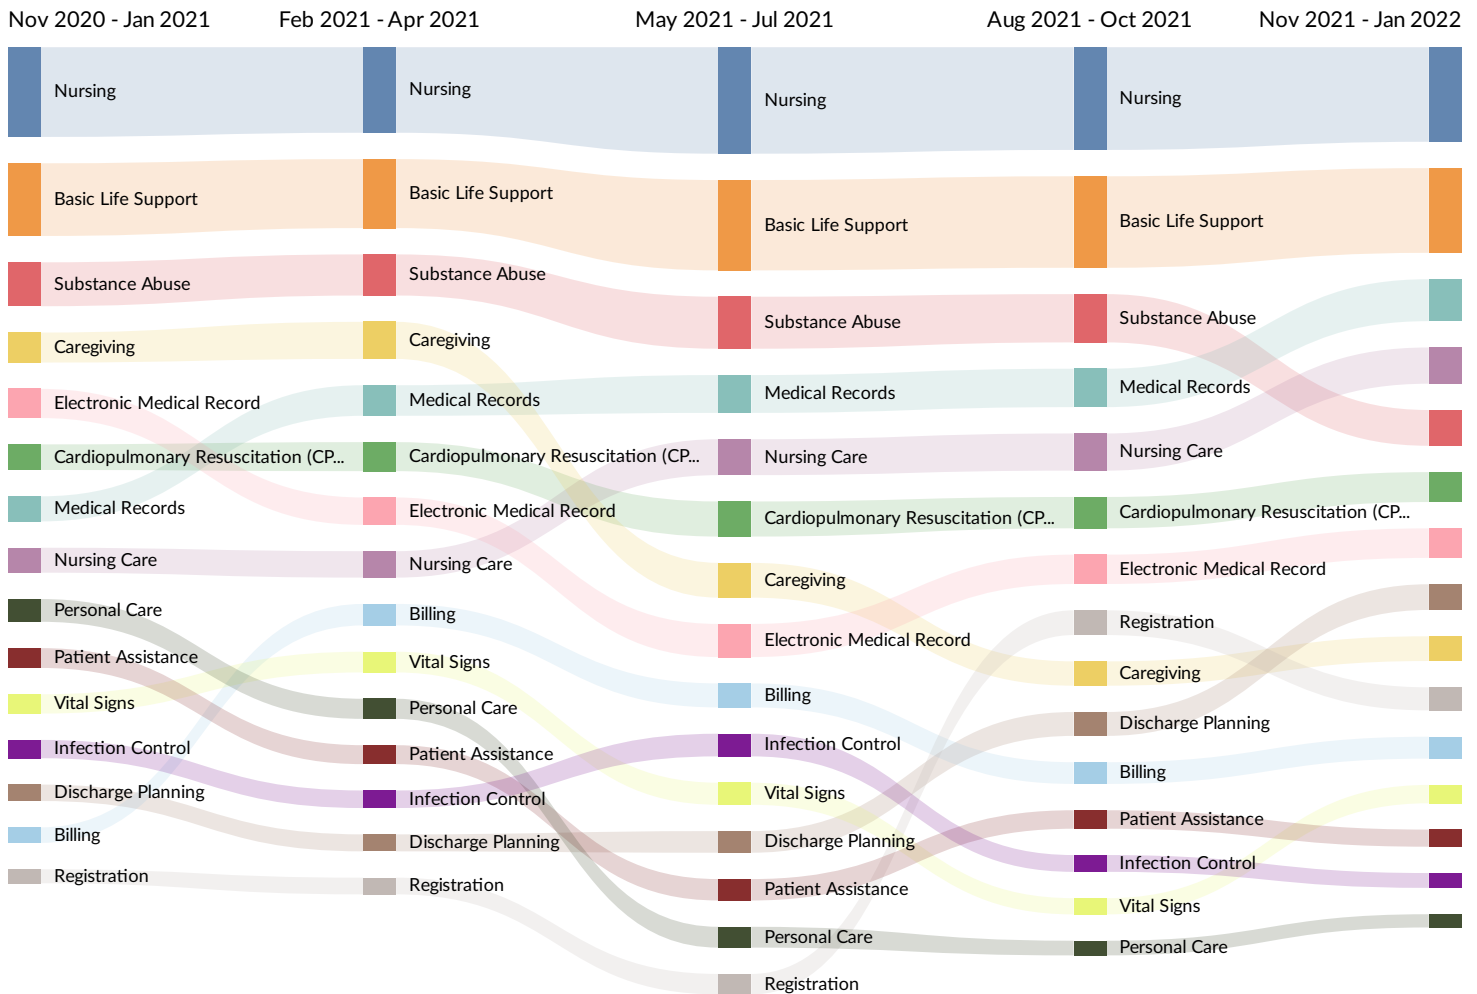 Nov 2020 - Jan 2021
Feb 2021 - Apr 2021
May 2021 - Jul 2021
Aug 2021 - Oct 2021
Nov 2021 - Jan 2022
Nursing
Basic Life Support
Substance Abuse
Caregiving
Electronic Medical Record
Cardiopulmonary Resuscitation (CP...
Medical Records
Nursing Care
Personal Care
Patient Assistance
Vital Signs
Infection Control
Discharge Planning
Billing
Registration
Nursing
Basic Life Support
Substance Abuse
Caregiving
Medical Records
Cardiopulmonary Resuscitation (CP...
Electronic Medical Record
Nursing Care
Billing
Vital Signs
Personal Care
Patient Assistance
Infection Control
Discharge Planning
Registration
Nursing
Basic Life Support
Substance Abuse
Medical Records
Nursing Care
Cardiopulmonary Resuscitation (CP...
Caregiving
Electronic Medical Record
Billing
Infection Control
Vital Signs
Discharge Planning
Patient Assistance
Personal Care
Registration
Nursing
Basic Life Support
Substance Abuse
Medical Records
Nursing Care
Cardiopulmonary Resuscitation (CP...
Electronic Medical Record
Registration
Caregiving
Discharge Planning
Billing
Patient Assistance
Infection Control
Vital Signs
Personal Care